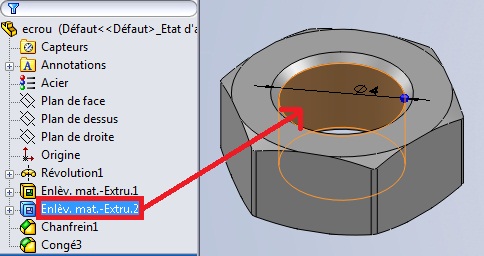 ecrou (Défaut<<Défaut>_Etat d'a
Capteurs
Annotations
Acier
Plan de face
Plan de dessus
Plan de droite
Origine
Révolution1
Enlèv. mat.-Extru.1
Enlèv. mat.-Extru.2
Chanfrein1
Congé3
∅4